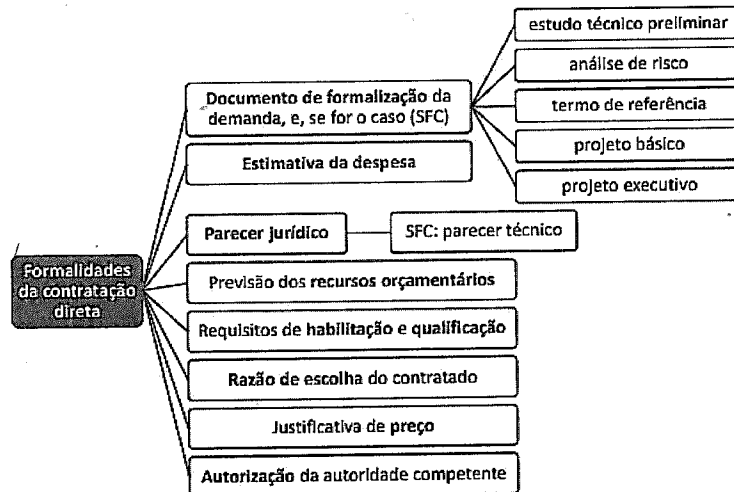 estudo técnico preliminar
análise de risco
Documento de formalização da
demanda, e, se for o caso (SFC)
termo de referência
projeto básico
Estimativa da despesa
projeto executivo
Parecer jurídico
SFC: parecer técnico
Formalidades
da contratação
direta
Previsão dos recursos orçamentários
Requisitos de habilitação e qualificação
Razão de escolha do contratado
Justificativa de preço
Autorização da autoridade competente